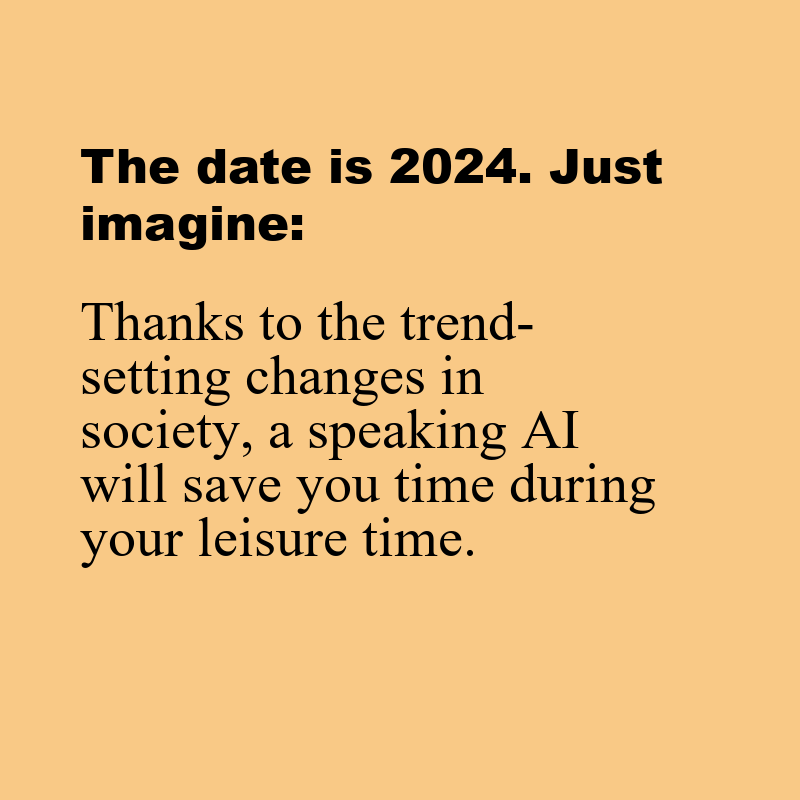 The date is 2024. Just
imagine:
Thanks to the trend-
setting changes in
society, a speaking AI
will save you time during
your leisure time.